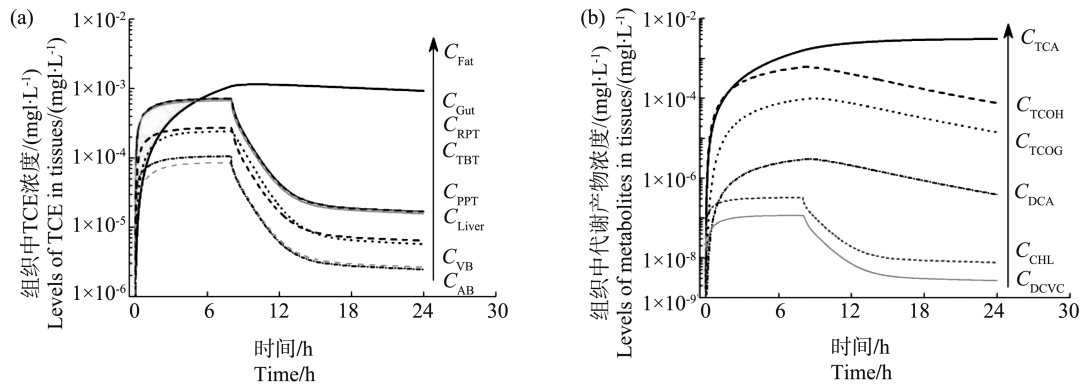 (a)
组织中TCE浓度/(mgl·L⁻¹)
Levels of TCE in tissues/(mgl·L⁻¹)
1×10⁻²
1×10⁻³
1×10⁻⁴
1×10⁻⁵
1×10⁻⁶
0 6 12 18 24 30
时间/h
Time/h
C_Fat
C_Gut
C_RPT
C_TBT
C_PPT
C_Liver
C_VB
C_AB
(b)
组织中代谢产物浓度/(mgl·L⁻¹)
Levels of metabolites in tissues/(mgl·L⁻¹)
1×10⁻²
1×10⁻⁴
1×10⁻⁶
1×10⁻⁸
1×10⁻⁹
0 6 12 18 24 30
时间/h
Time/h
C_TCA
C_TCOH
C_TCOG
C_DCA
C_CHL
C_DCVC